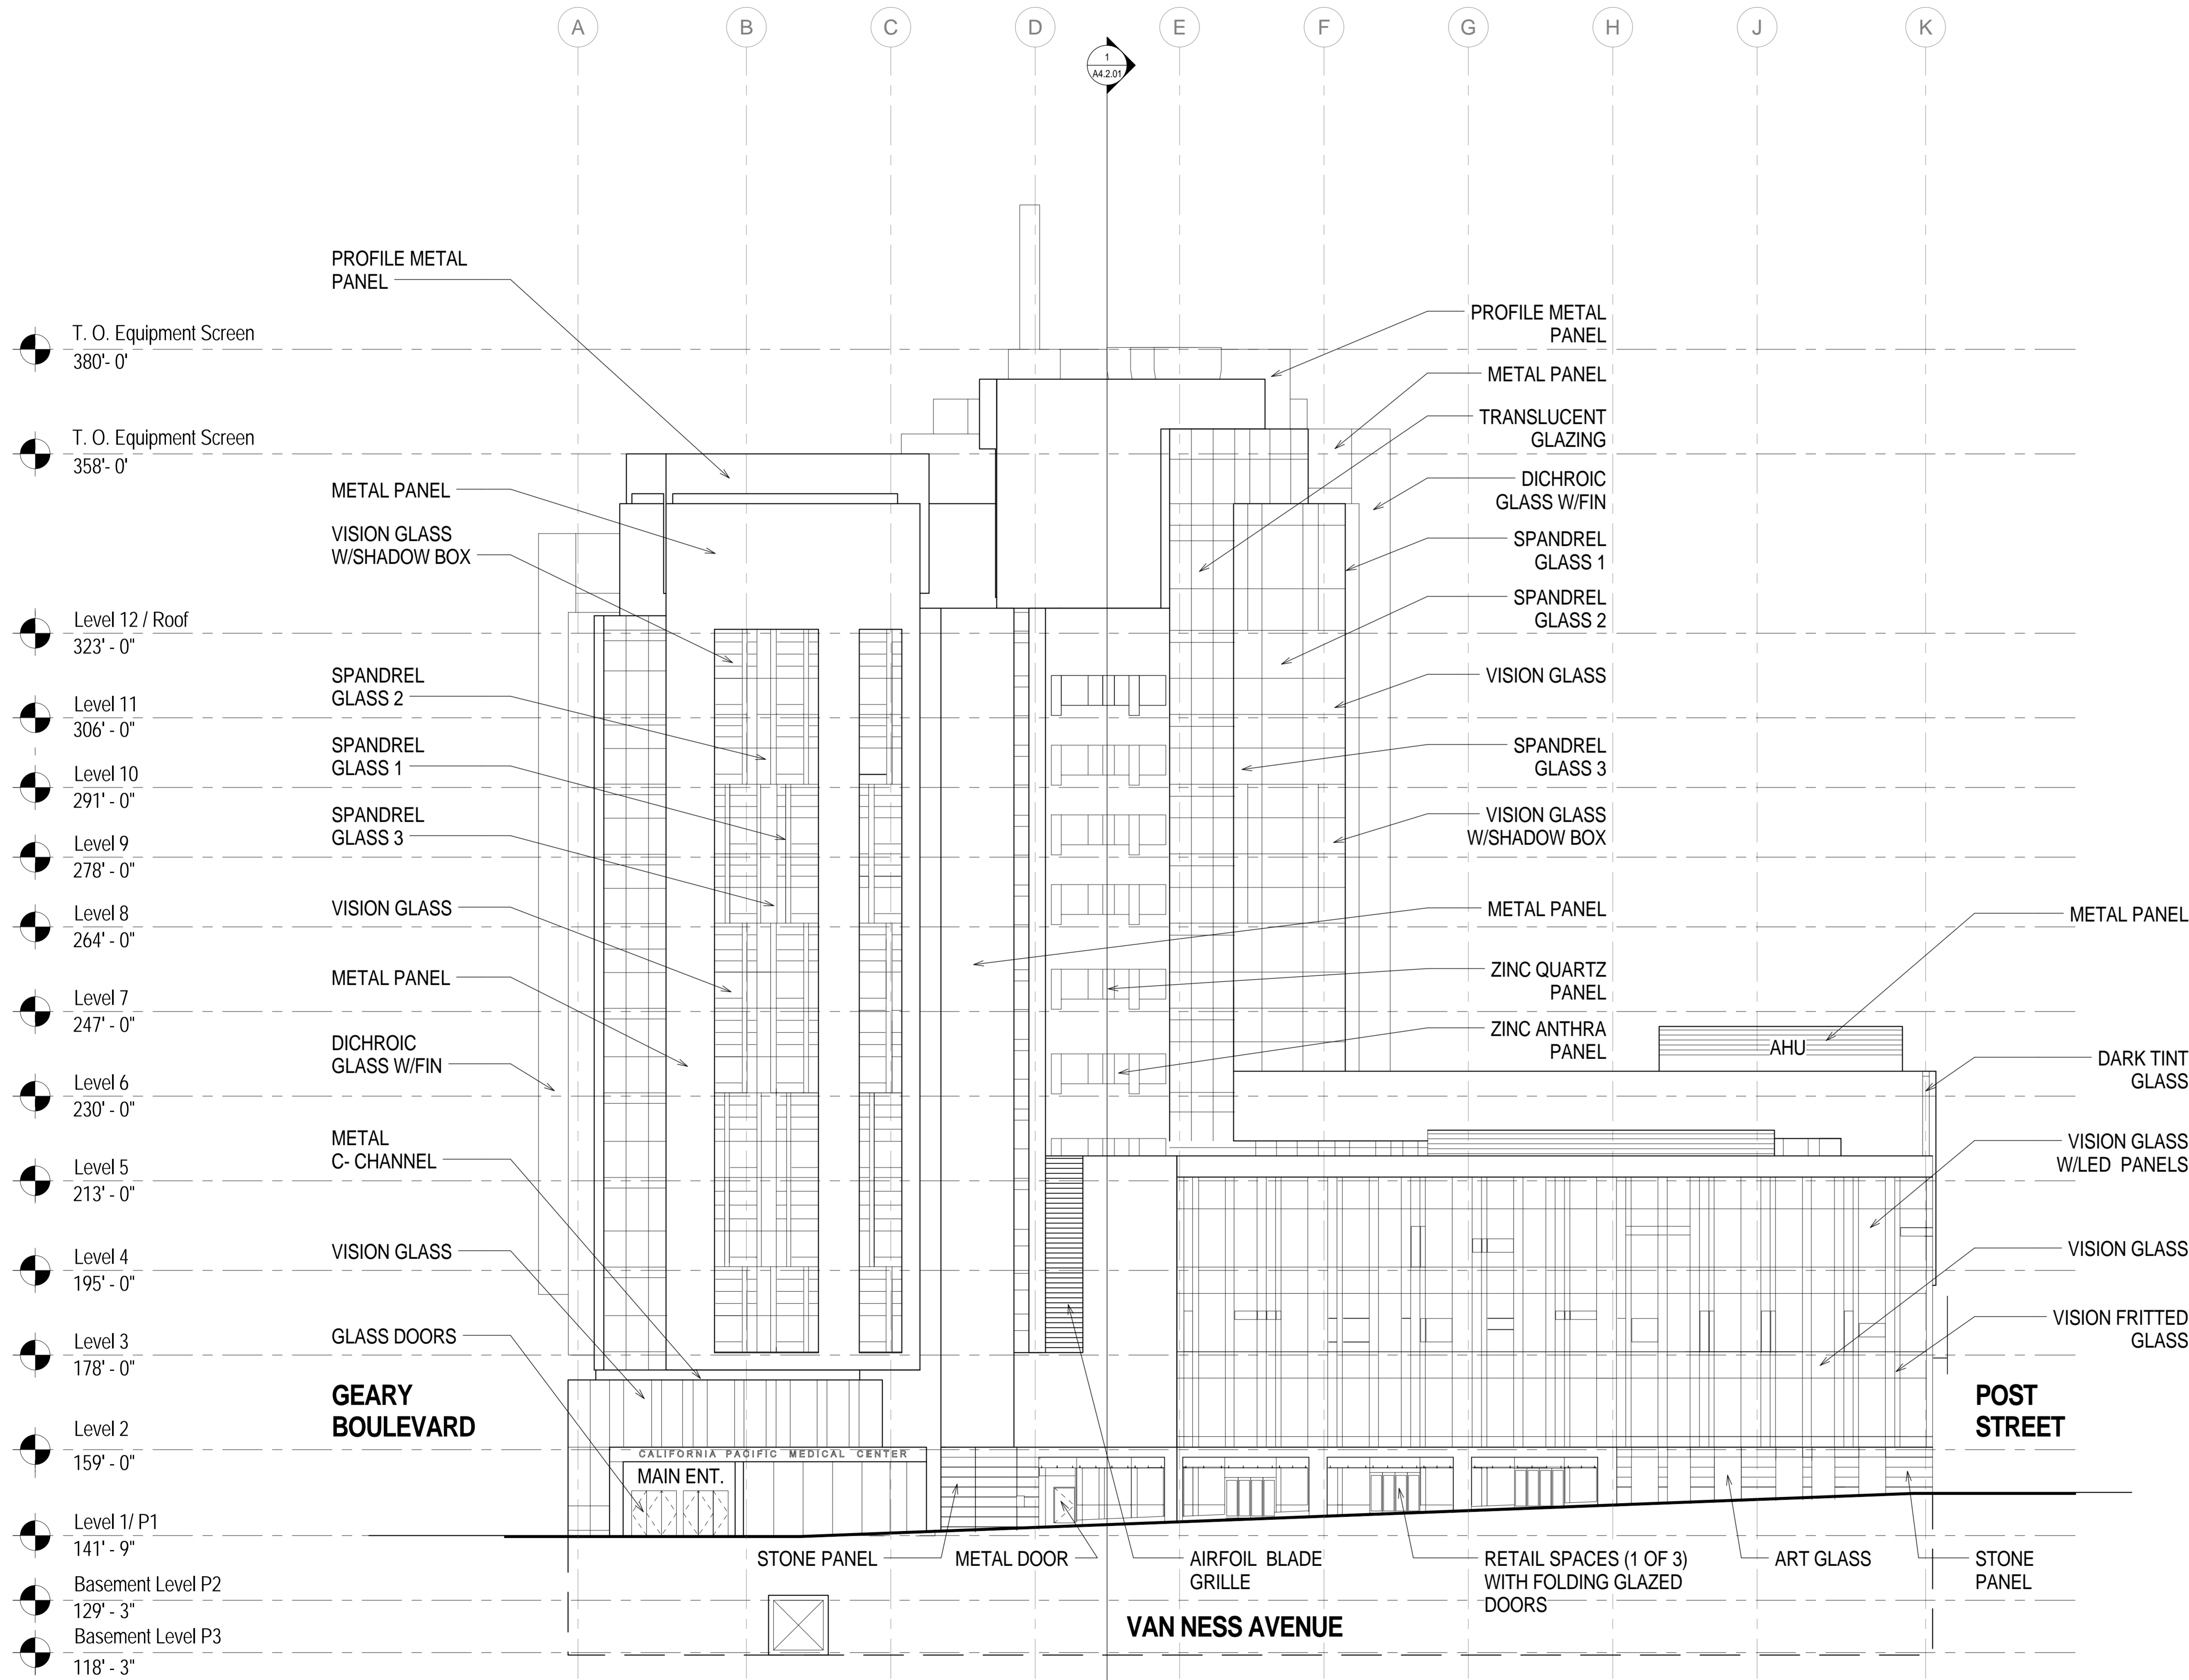 A
B
C
D
E
F
G
H
J
K
1
A4.2.01
T. O. Equipment Screen
380'- 0'
T. O. Equipment Screen
358'- 0'
Level 12 / Roof
323' - 0"
Level 11
306' - 0"
Level 10
291' - 0"
Level 9
278' - 0"
Level 8
264' - 0"
Level 7
247' - 0"
Level 6
230' - 0"
Level 5
213' - 0"
Level 4
195' - 0"
Level 3
178' - 0"
Level 2
159' - 0"
Level 1/ P1
141' - 9"
Basement Level P2
129' - 3"
Basement Level P3
118' - 3"
PROFILE METAL
PANEL
METAL PANEL
VISION GLASS
W/SHADOW BOX
SPANDREL
GLASS 2
SPANDREL
GLASS 1
SPANDREL
GLASS 3
VISION GLASS
METAL PANEL
DICHROIC
GLASS W/FIN
METAL
C- CHANNEL
VISION GLASS
GLASS DOORS
GEARY
BOULEVARD
CALIFORNIA PACIFIC MEDICAL CENTER
MAIN ENT.
PROFILE METAL
PANEL
METAL PANEL
TRANSLUCENT
GLAZING
DICHROIC
GLASS W/FIN
SPANDREL
GLASS 1
SPANDREL
GLASS 2
VISION GLASS
SPANDREL
GLASS 3
VISION GLASS
W/SHADOW BOX
METAL PANEL
ZINC QUARTZ
PANEL
ZINC ANTHRA
PANEL
AHU
METAL PANEL
DARK TINT
GLASS
VISION GLASS
W/LED PANELS
VISION GLASS
VISION FRITTED
GLASS
POST
STREET
STONE PANEL
METAL DOOR
AIRFOIL BLADE
GRILLE
RETAIL SPACES (1 OF 3)
WITH FOLDING GLAZED
DOORS
ART GLASS
STONE
PANEL
VAN NESS AVENUE